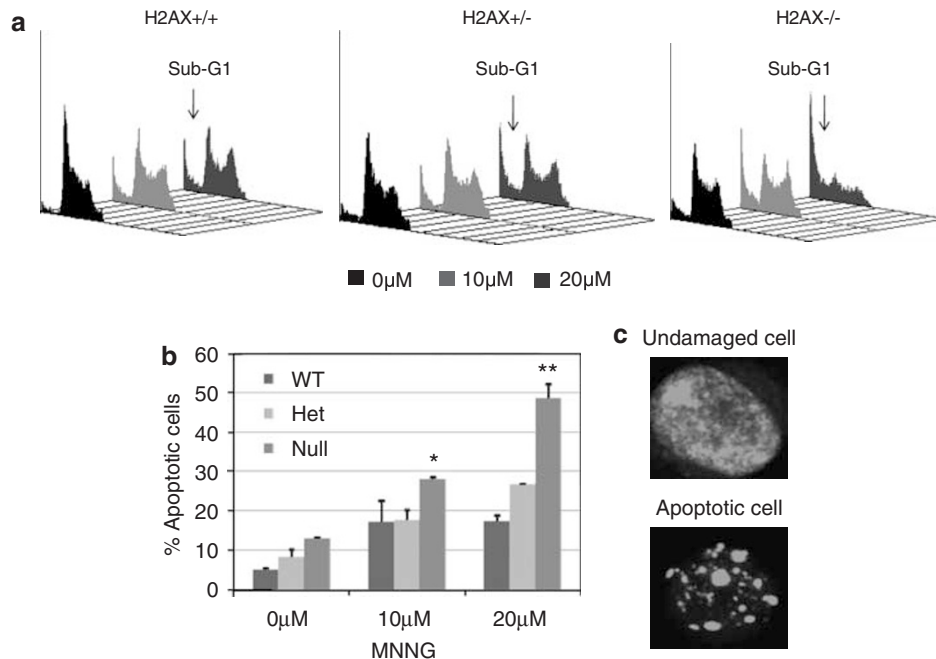 a
H2AX+/+
H2AX+/-
H2AX-/-
Sub-G1
Sub-G1
Sub-G1
0µM 10µM 20µM
b
60
50
40
30
20
10
0
% Apoptotic cells
WT
Het
Null
*
**
0µM 10µM 20µM
MNNG
c
Undamaged cell
Apoptotic cell